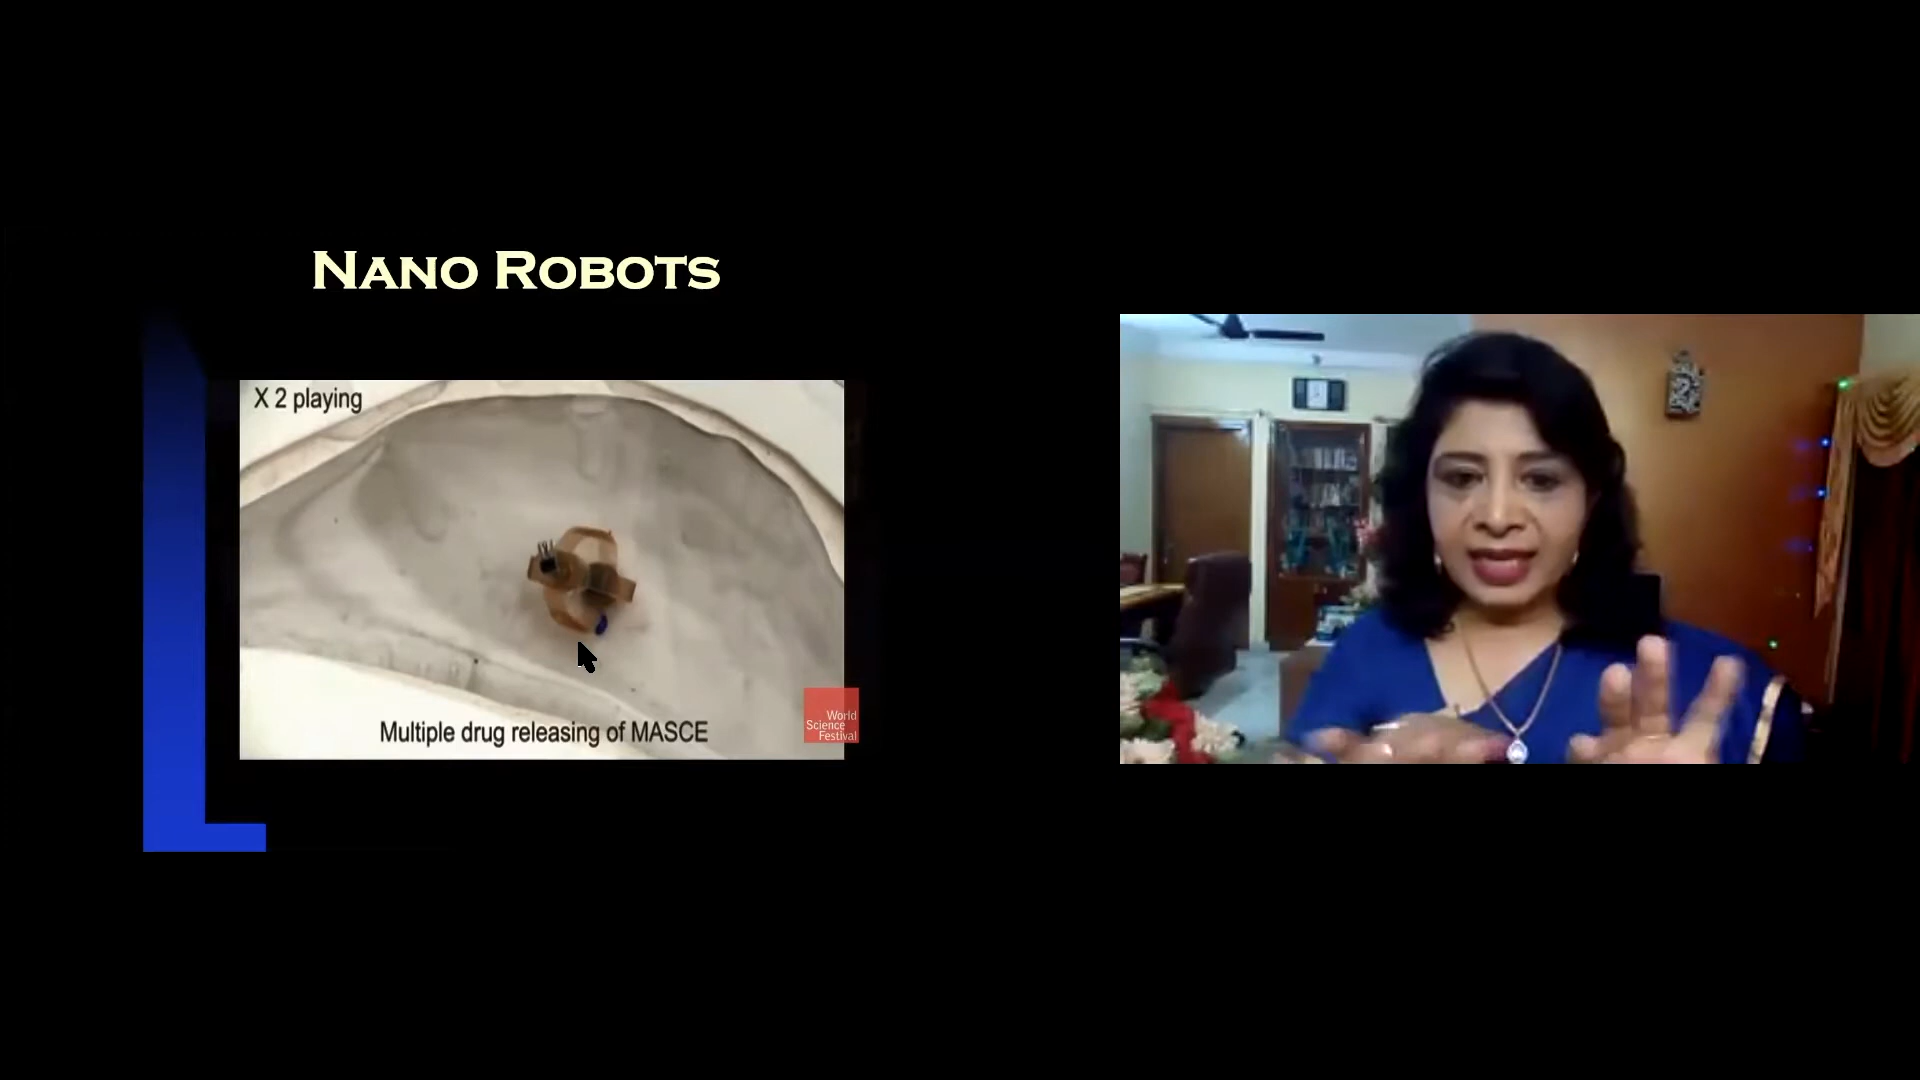 Nano Robots
X 2 playing
Multiple drug releasing of MASCE
World
Science
Festival